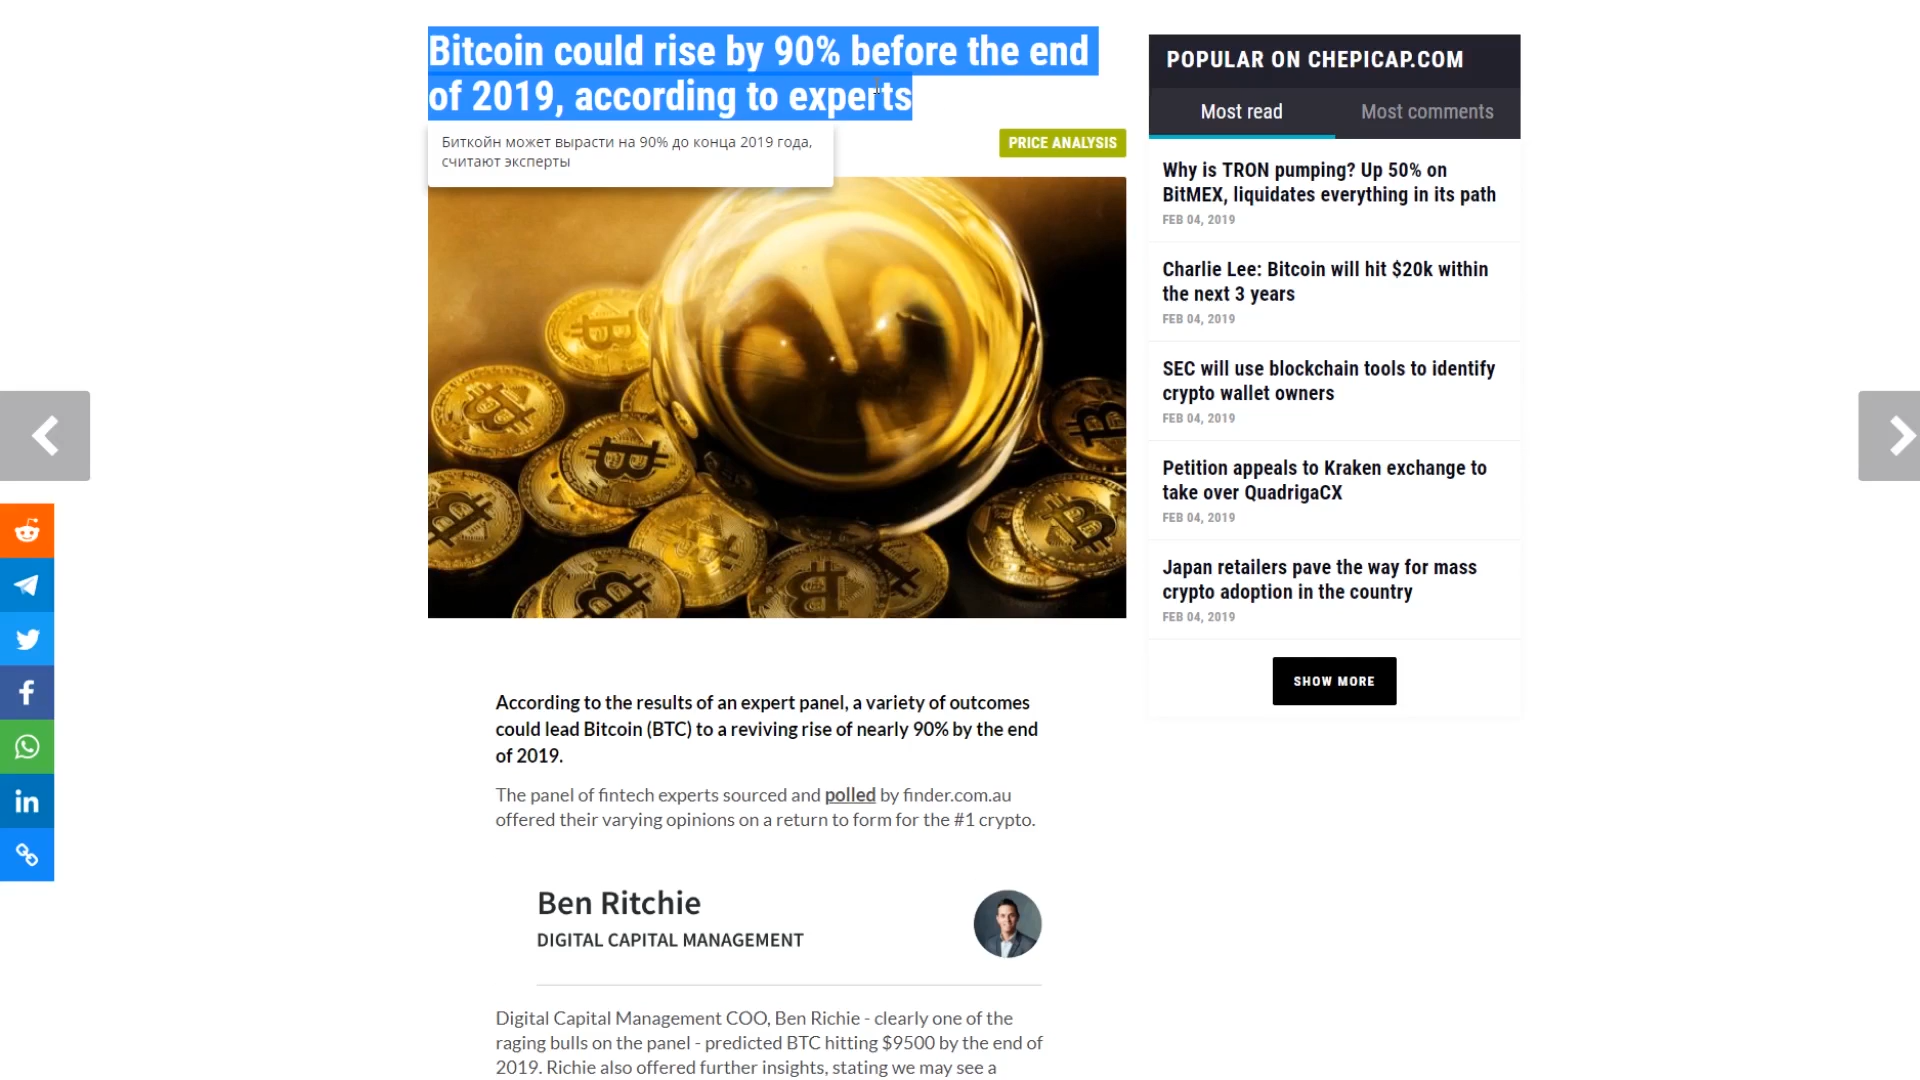 Bitcoin could rise by 90% before the end
of 2019, according to experts
Биткойн может вырасти на 90% до конца 2019 года,
считают эксперты
PRICE ANALYSIS
According to the results of an expert panel, a variety of outcomes
could lead Bitcoin (BTC) to a reviving rise of nearly 90% by the end
of 2019.
The panel of fintech experts sourced and polled by finder.com.au
offered their varying opinions on a return to form for the #1 crypto.
Ben Ritchie
DIGITAL CAPITAL MANAGEMENT
Digital Capital Management COO, Ben Richie - clearly one of the
raging bulls on the panel - predicted BTC hitting $9500 by the end of
2019. Richie also offered further insights, stating we may see a
POPULAR ON CHEPICAP.COM
Most read
Most comments
Why is TRON pumping? Up 50% on
BitMEX, liquidates everything in its path
FEB 04, 2019
Charlie Lee: Bitcoin will hit $20k within
the next 3 years
FEB 04, 2019
SEC will use blockchain tools to identify
crypto wallet owners
FEB 04, 2019
Petition appeals to Kraken exchange to
take over QuadrigaCX
FEB 04, 2019
Japan retailers pave the way for mass
crypto adoption in the country
FEB 04, 2019
SHOW MORE